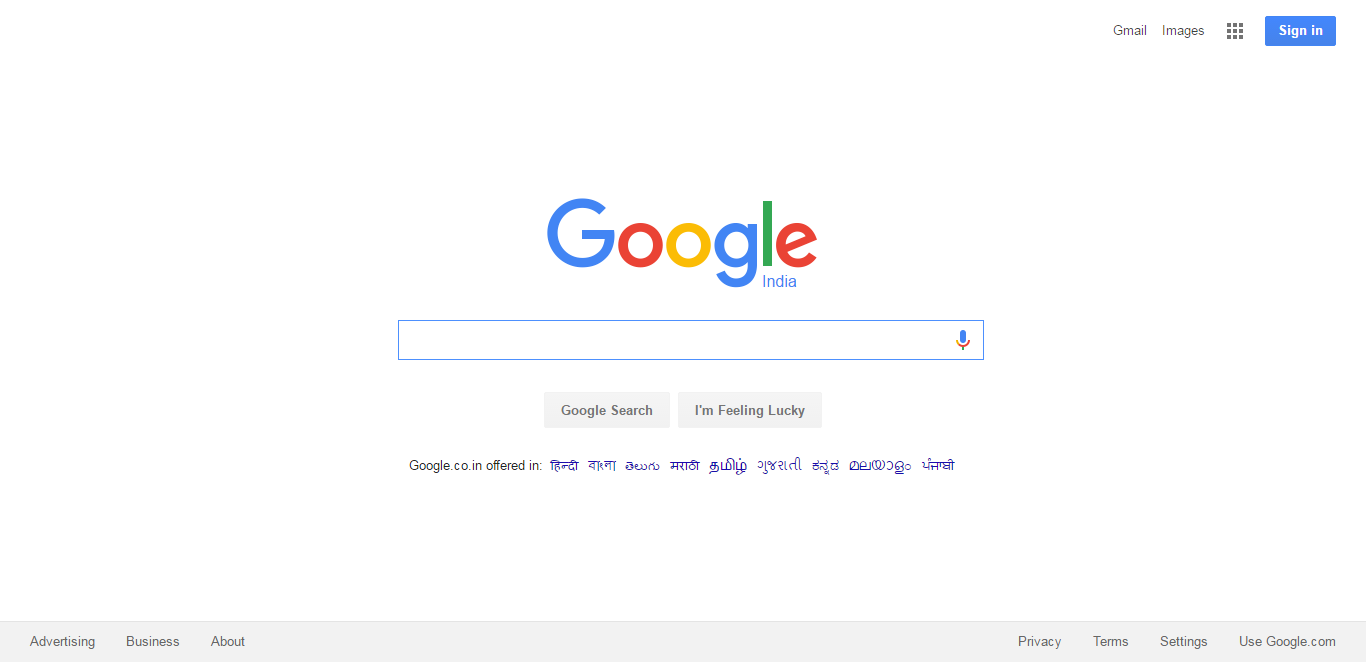 Gmail Images Sign in
Google
India
Google Search I'm Feeling Lucky
Google.co.in offered in: हिन्दी বাংলা తెలుగు मराठी தமிழ் ગુજરાતી ಕನ್ನಡ മലയാളം ਪੰਜਾਬੀ
Advertising Business About Privacy Terms Settings Use Google.com